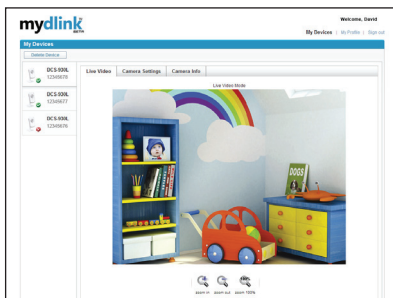 mydlink
BETA
Welcome, David
My Devices | My Profile | Sign out
My Devices
Delete Device
DCS-930L
12345678
DCS-930L
12345677
DCS-930L
12345676
Live Video Camera Settings Camera Info
Live Video Mode
DOGS
zoom in zoom out zoom 100%